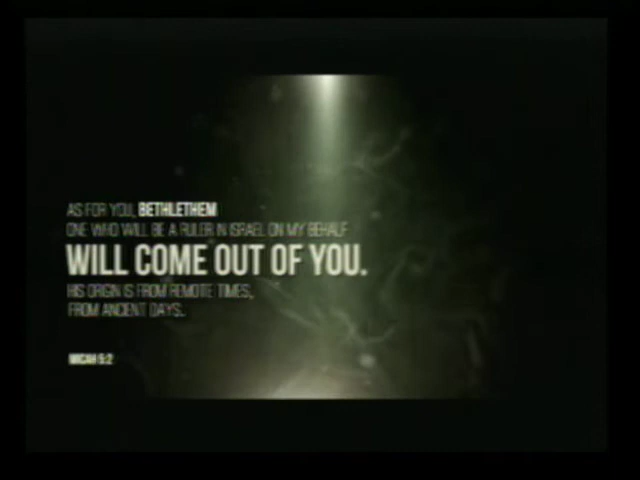 AS FOR YOU, BETHLETHEM
ONE WHO WILL BE A RULER IN ISRAEL ON MY BEHALF
WILL COME OUT OF YOU.
HIS ORIGIN IS FROM REMOTE TIMES,
FROM ANCIENT DAYS.
MICAH 5:2